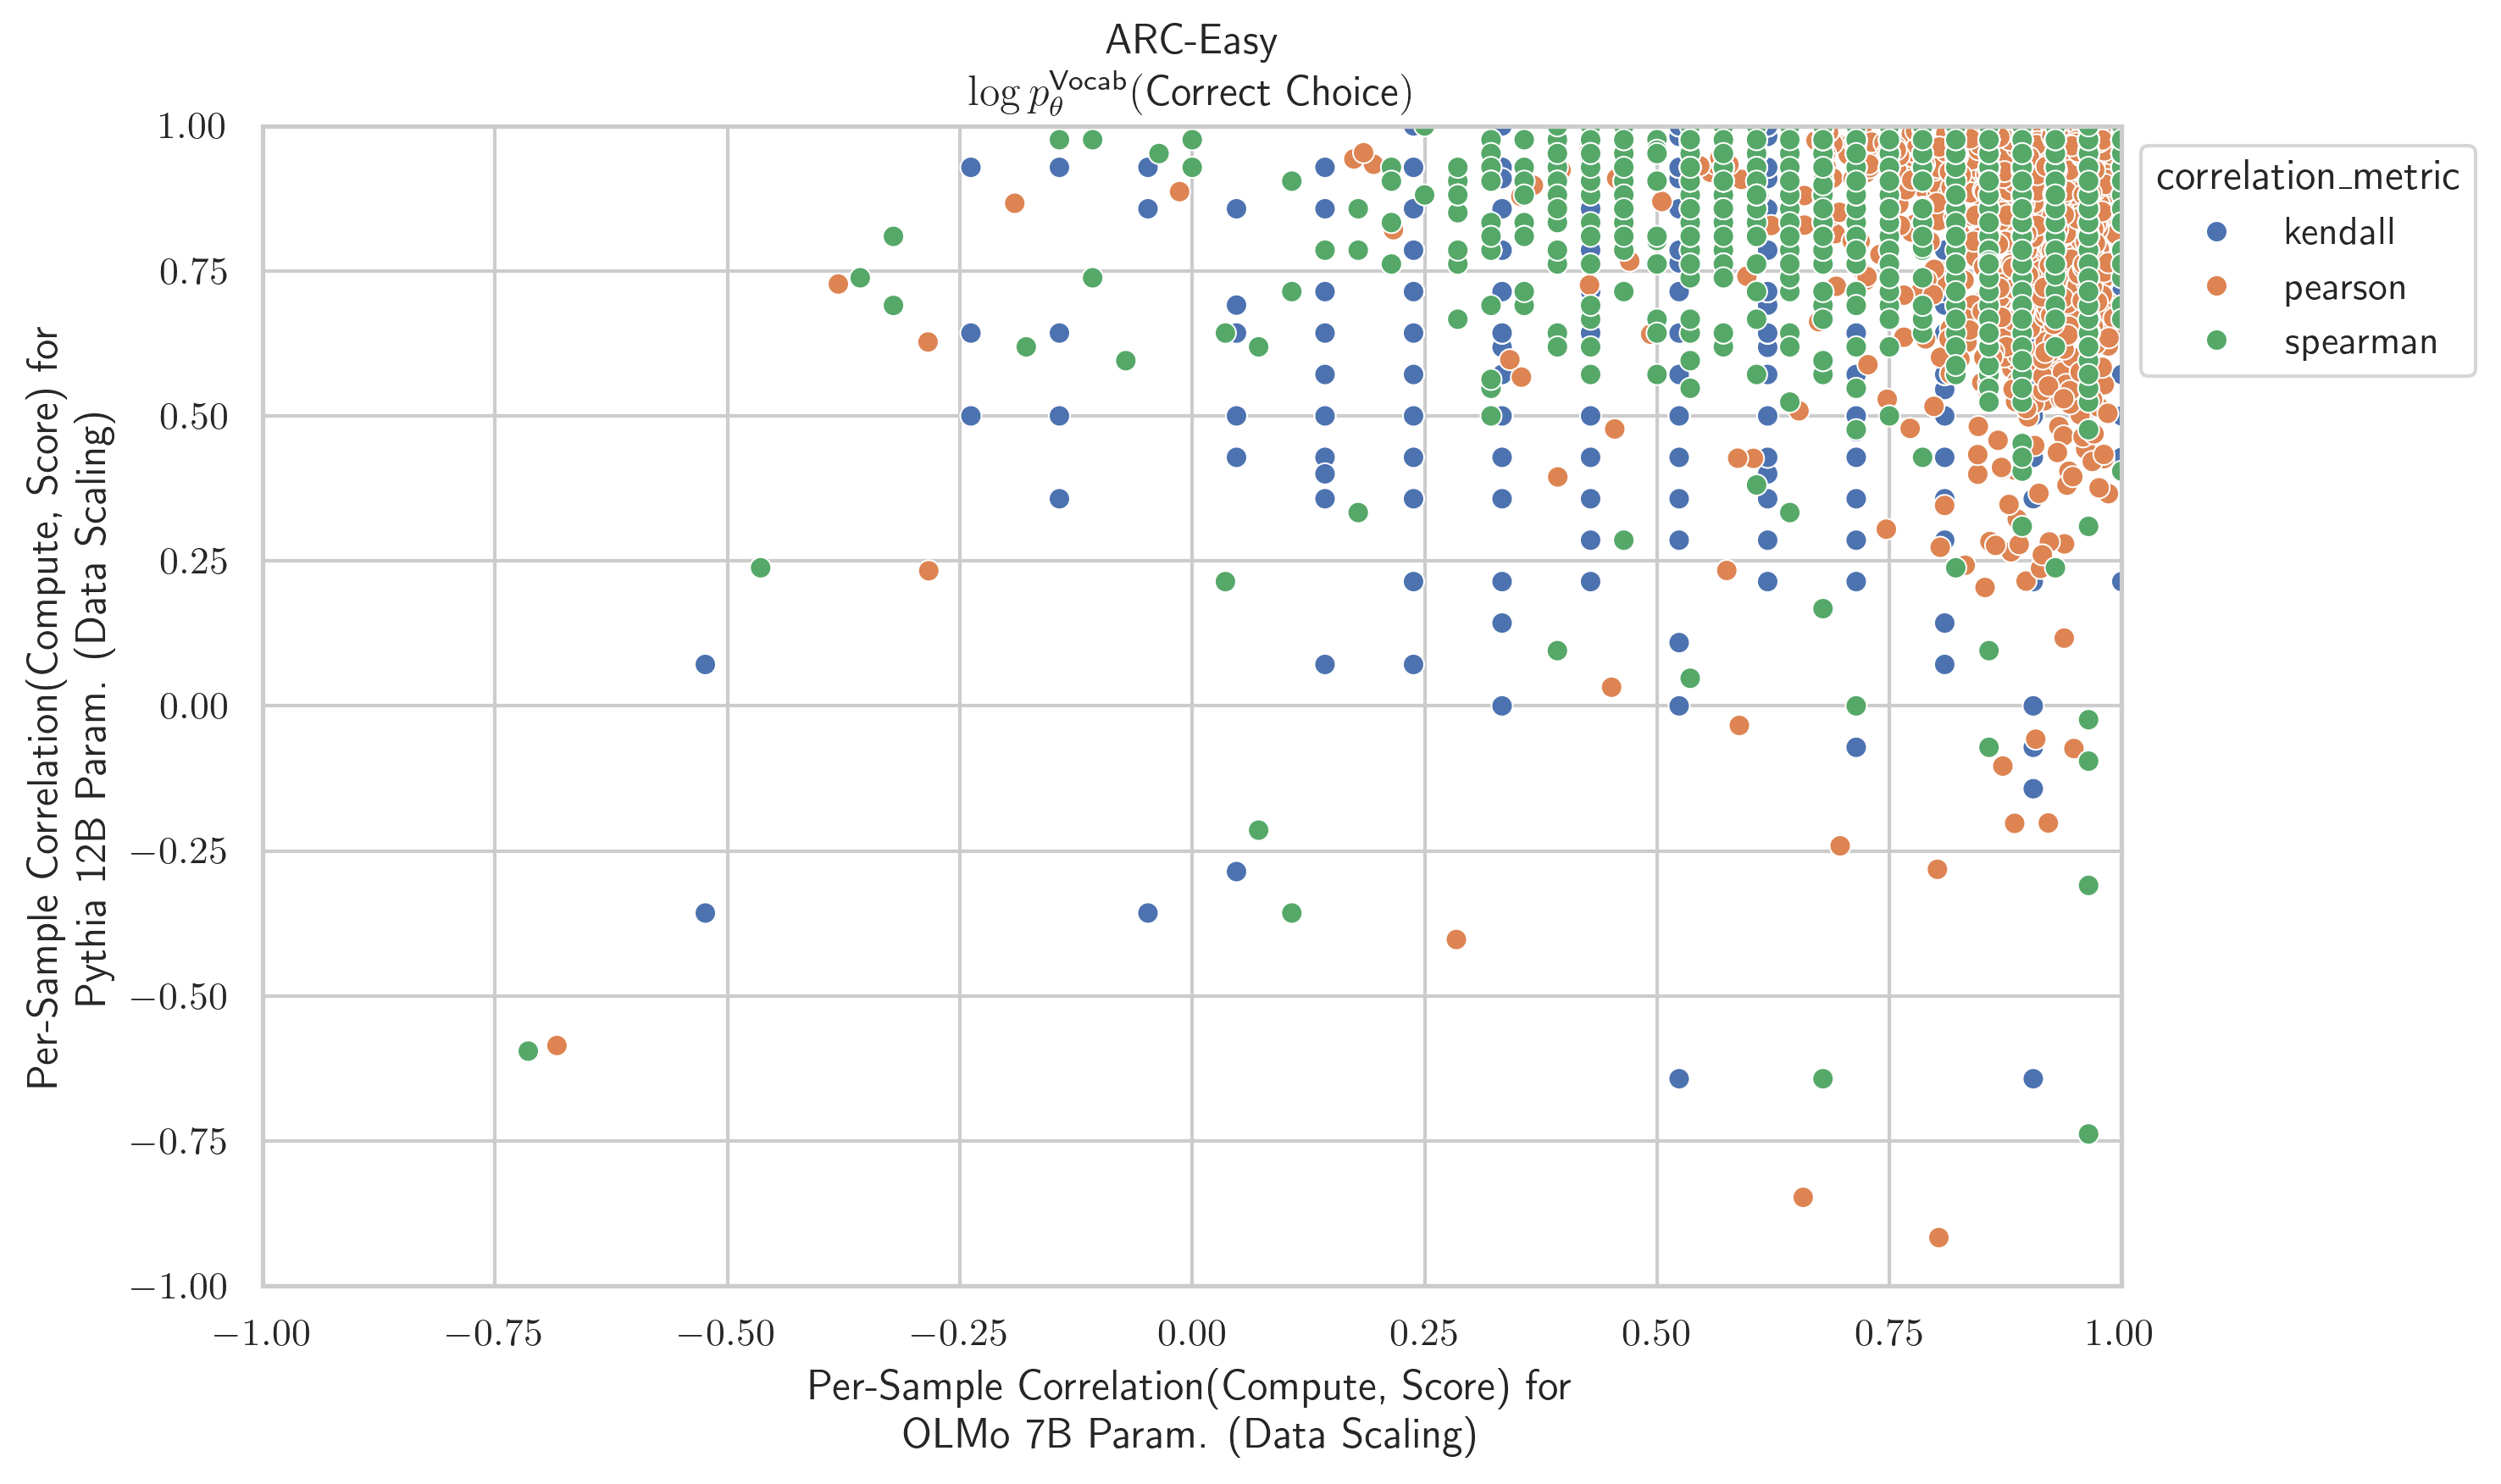 ARC-Easy
log p_θ^Vocab(Correct Choice)
1.00
0.75
0.50
0.25
0.00
−0.25
−0.50
−0.75
−1.00
Per-Sample Correlation(Compute, Score) for
Pythia 12B Param. (Data Scaling)
−1.00 −0.75 −0.50 −0.25 0.00 0.25 0.50 0.75 1.00
Per-Sample Correlation(Compute, Score) for
OLMo 7B Param. (Data Scaling)
correlation_metric
kendall
pearson
spearman